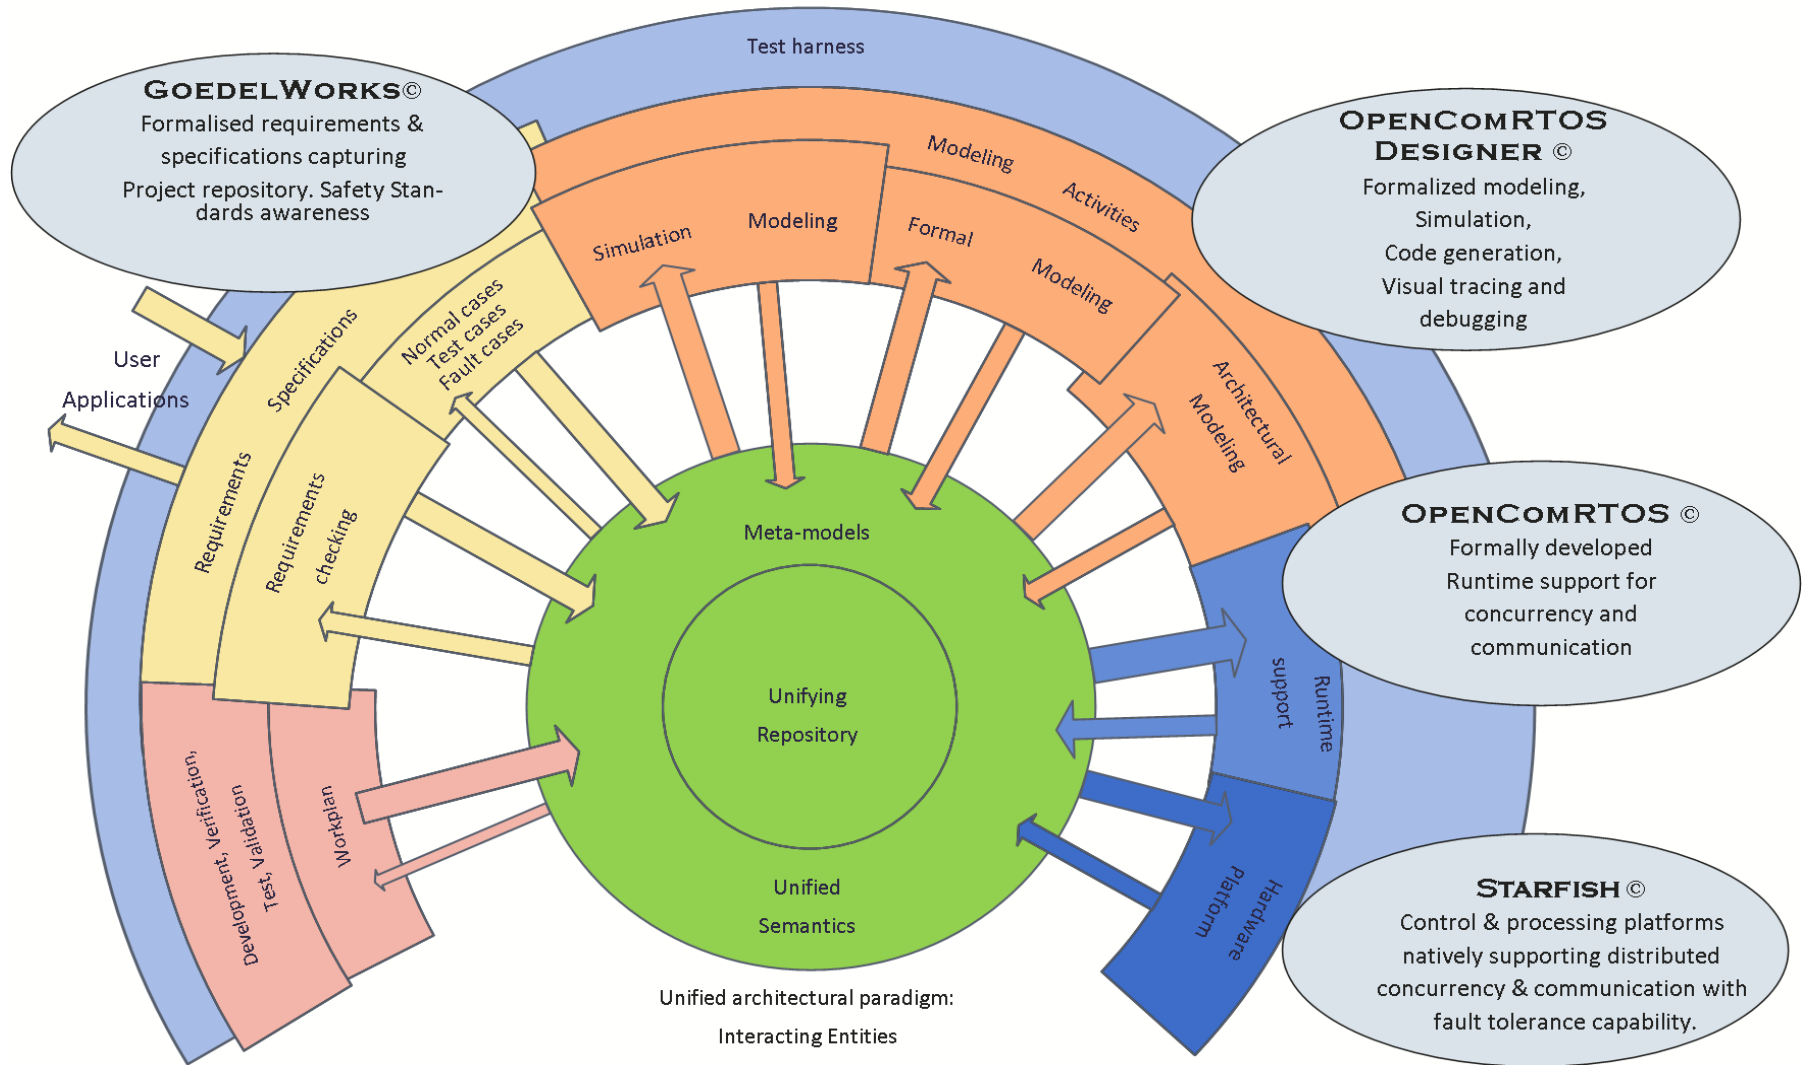 Test harness
GOEDELWORKS©
Formalised requirements &
specifications capturing
Project repository. Safety Stan-
dards awareness
OPENCOMRTOS
DESIGNER ©
Formalized modeling,
Simulation,
Code generation,
Visual tracing and
debugging
Modeling
Activities
Simulation
Modeling
Formal
Modeling
Architectural
Modeling
User
Applications
Requirements
Specifications
Normal cases
Test cases
Fault cases
Requirements
checking
Meta-models
Unifying
Repository
Unified
Semantics
OPENCOMRTOS ©
Formally developed
Runtime support for
concurrency and
communication
Runtime
support
Development, Verification,
Test, Validation
Workplan
Hardware
Platform
STARFISH ©
Control & processing platforms
natively supporting distributed
concurrency & communication with
fault tolerance capability.
Unified architectural paradigm:
Interacting Entities